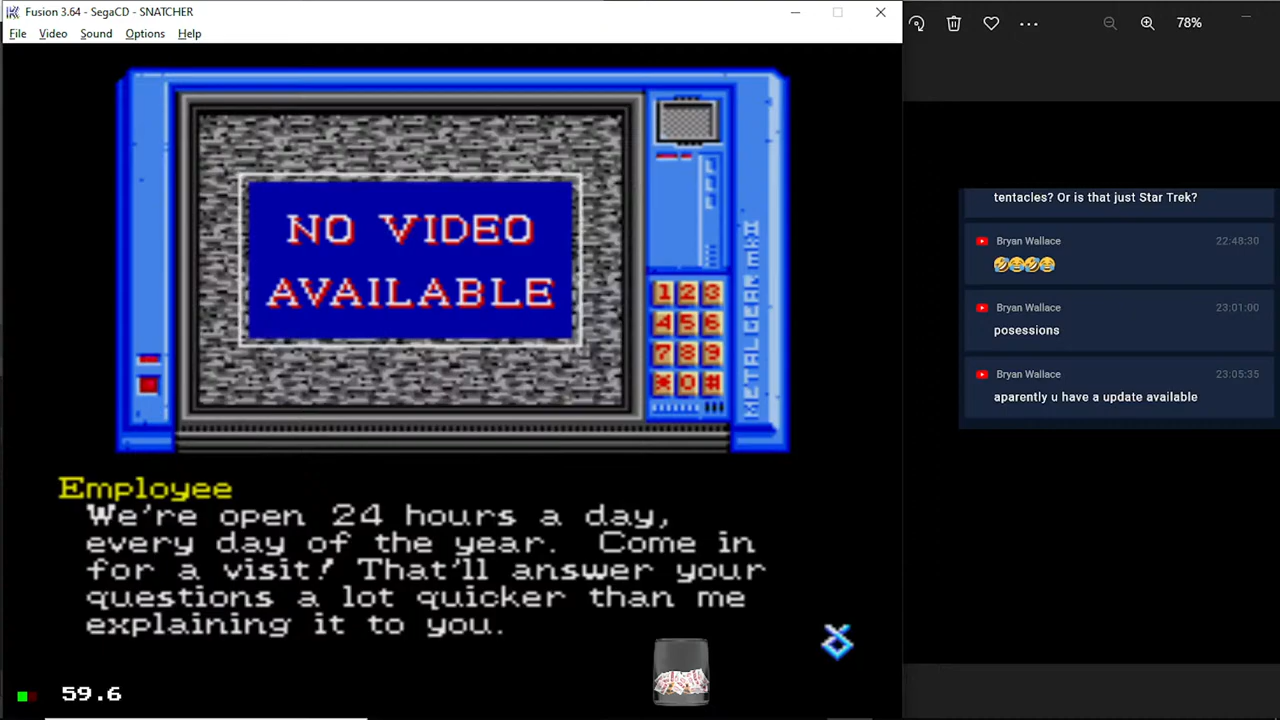 Fusion 3.64 - SegaCD - SNATCHER
File Video Sound Options Help
78%
NO VIDEO
AVAILABLE
1 2 3
4 5 6
7 8 9
* 0 #
METALGEAR mkII
Employee
We're open 24 hours a day,
every day of the year. Come in
for a visit! That'll answer your
questions a lot quicker than me
explaining it to you.
59.6
tentacles? Or is that just Star Trek?
Bryan Wallace 22:48:30
🤣😂🤣😂
Bryan Wallace 23:01:00
posessions
Bryan Wallace 23:05:35
aparently u have a update available